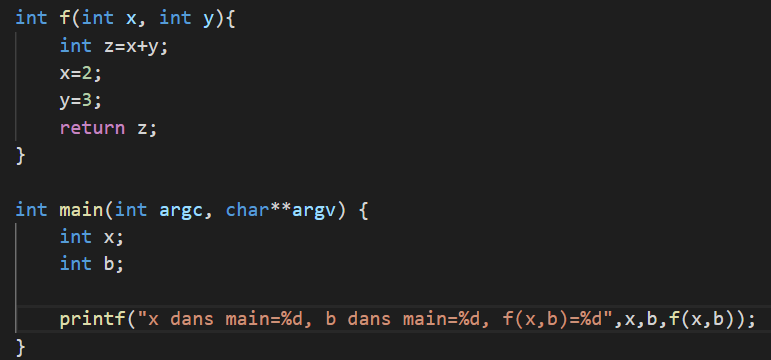 int f(int x, int y){
    int z=x+y;
    x=2;
    y=3;
    return z;
}

int main(int argc, char**argv) {
    int x;
    int b;

    printf("x dans main=%d, b dans main=%d, f(x,b)=%d",x,b,f(x,b));
}